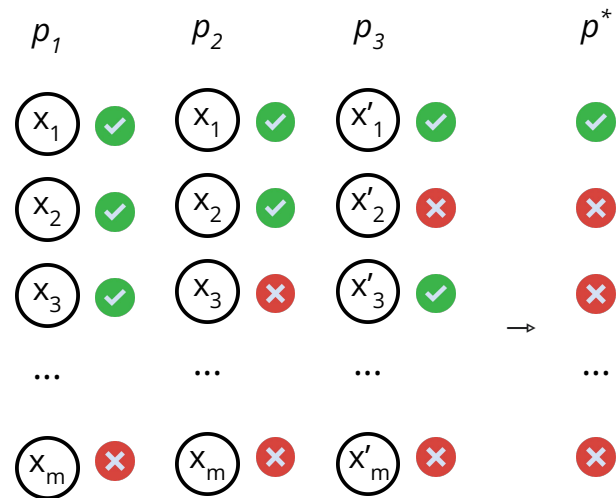 p₁ p₂ p₃ p*
x₁ x₁ x'₁
x₂ x₂ x'₂
x₃ x₃ x'₃
... ... ... ...
xₘ xₘ x'ₘ